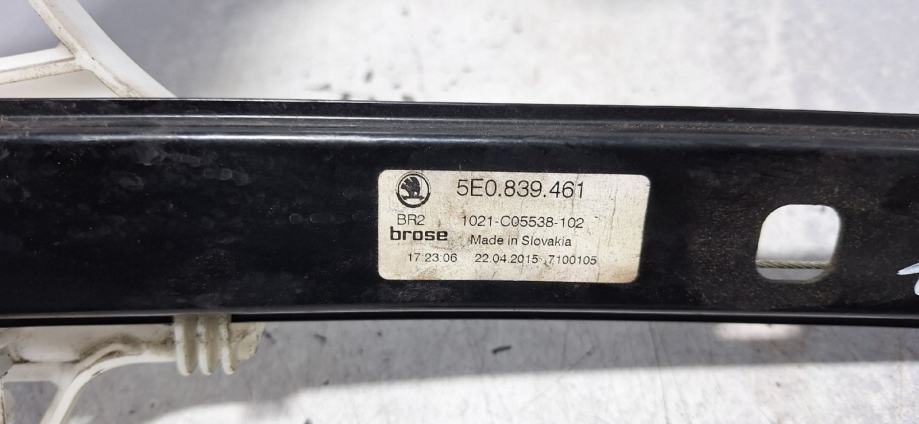 5E0.839.461
BR2 1021-C05538-102
brose Made in Slovakia
17:23:06 22.04.2015 7100105